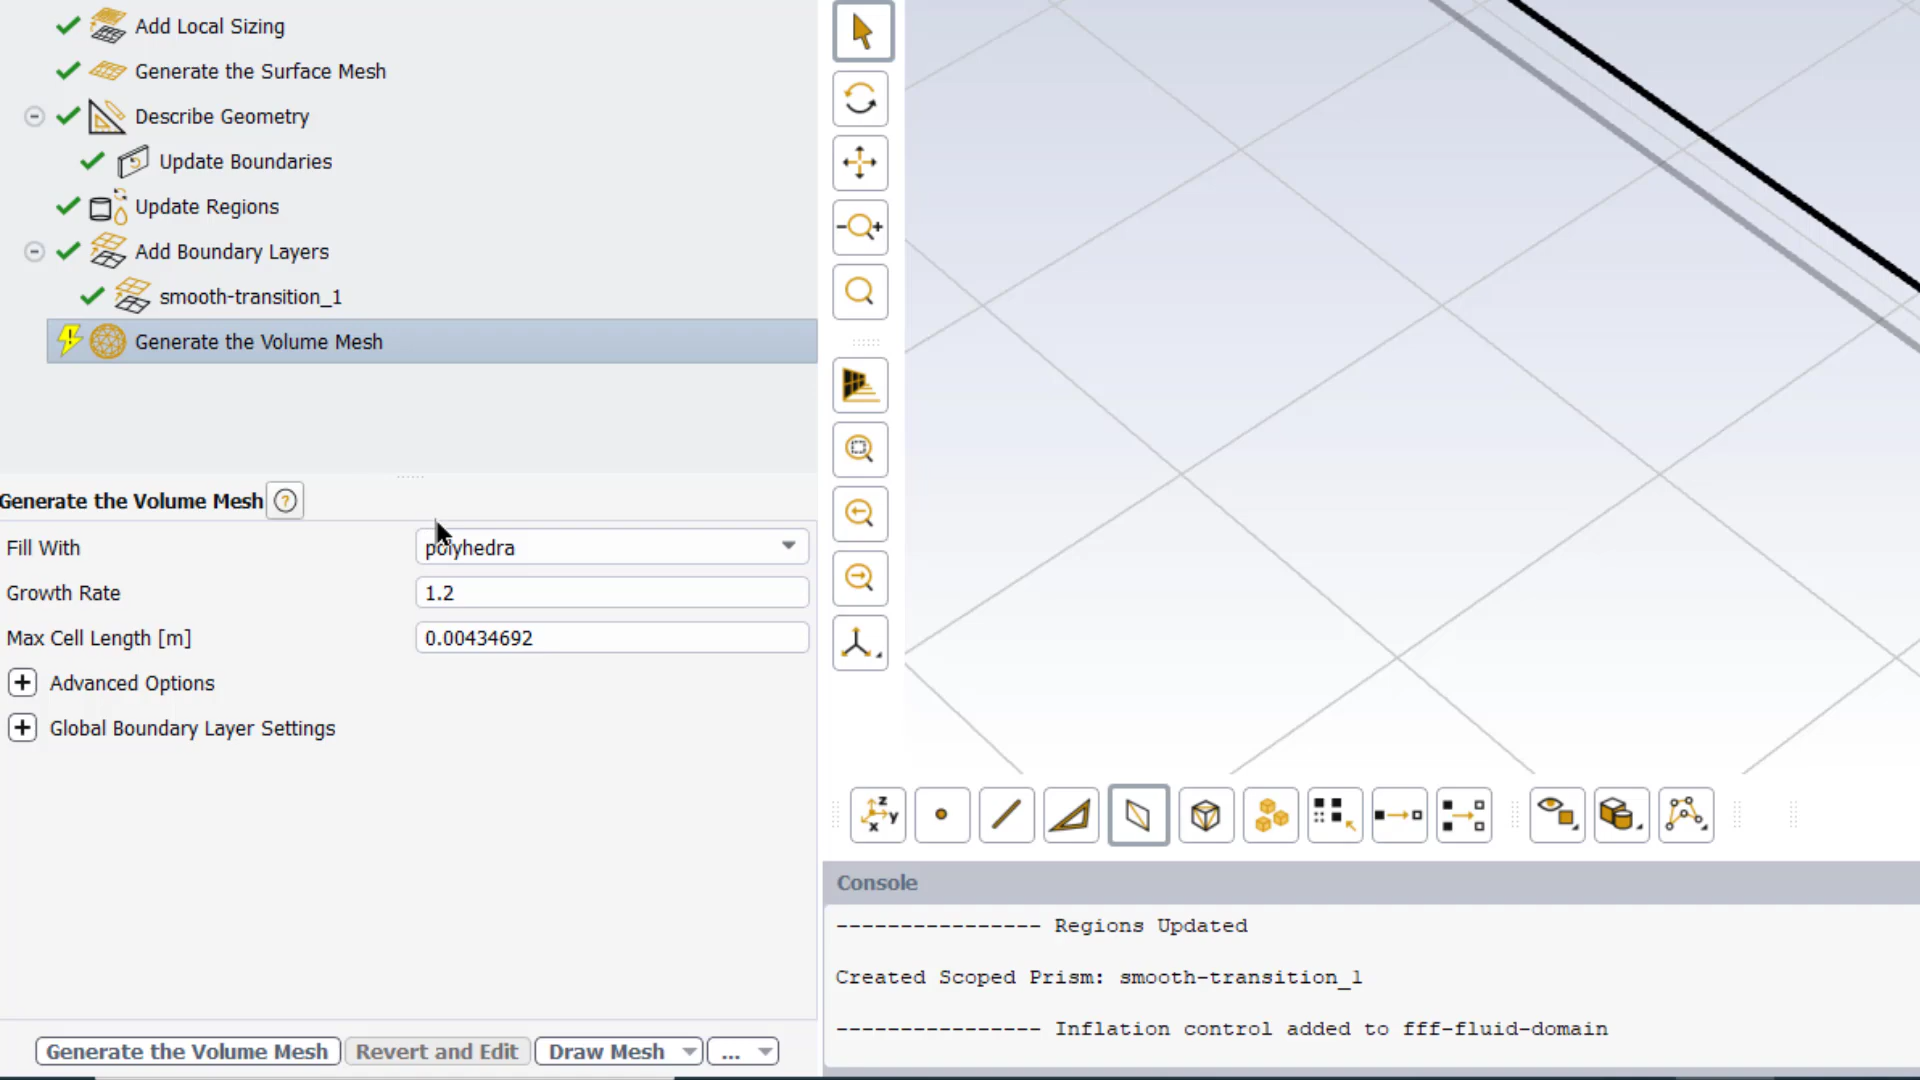 Add Local Sizing
Generate the Surface Mesh
Describe Geometry
Update Boundaries
Update Regions
Add Boundary Layers
smooth-transition_1
Generate the Volume Mesh
Generate the Volume Mesh ?
Fill With polyhedra
Growth Rate 1.2
Max Cell Length [m] 0.00434692
Advanced Options
Global Boundary Layer Settings
Generate the Volume Mesh Revert and Edit Draw Mesh ...
z
x y
Console
---------------- Regions Updated
Created Scoped Prism: smooth-transition_1
---------------- Inflation control added to fff-fluid-domain